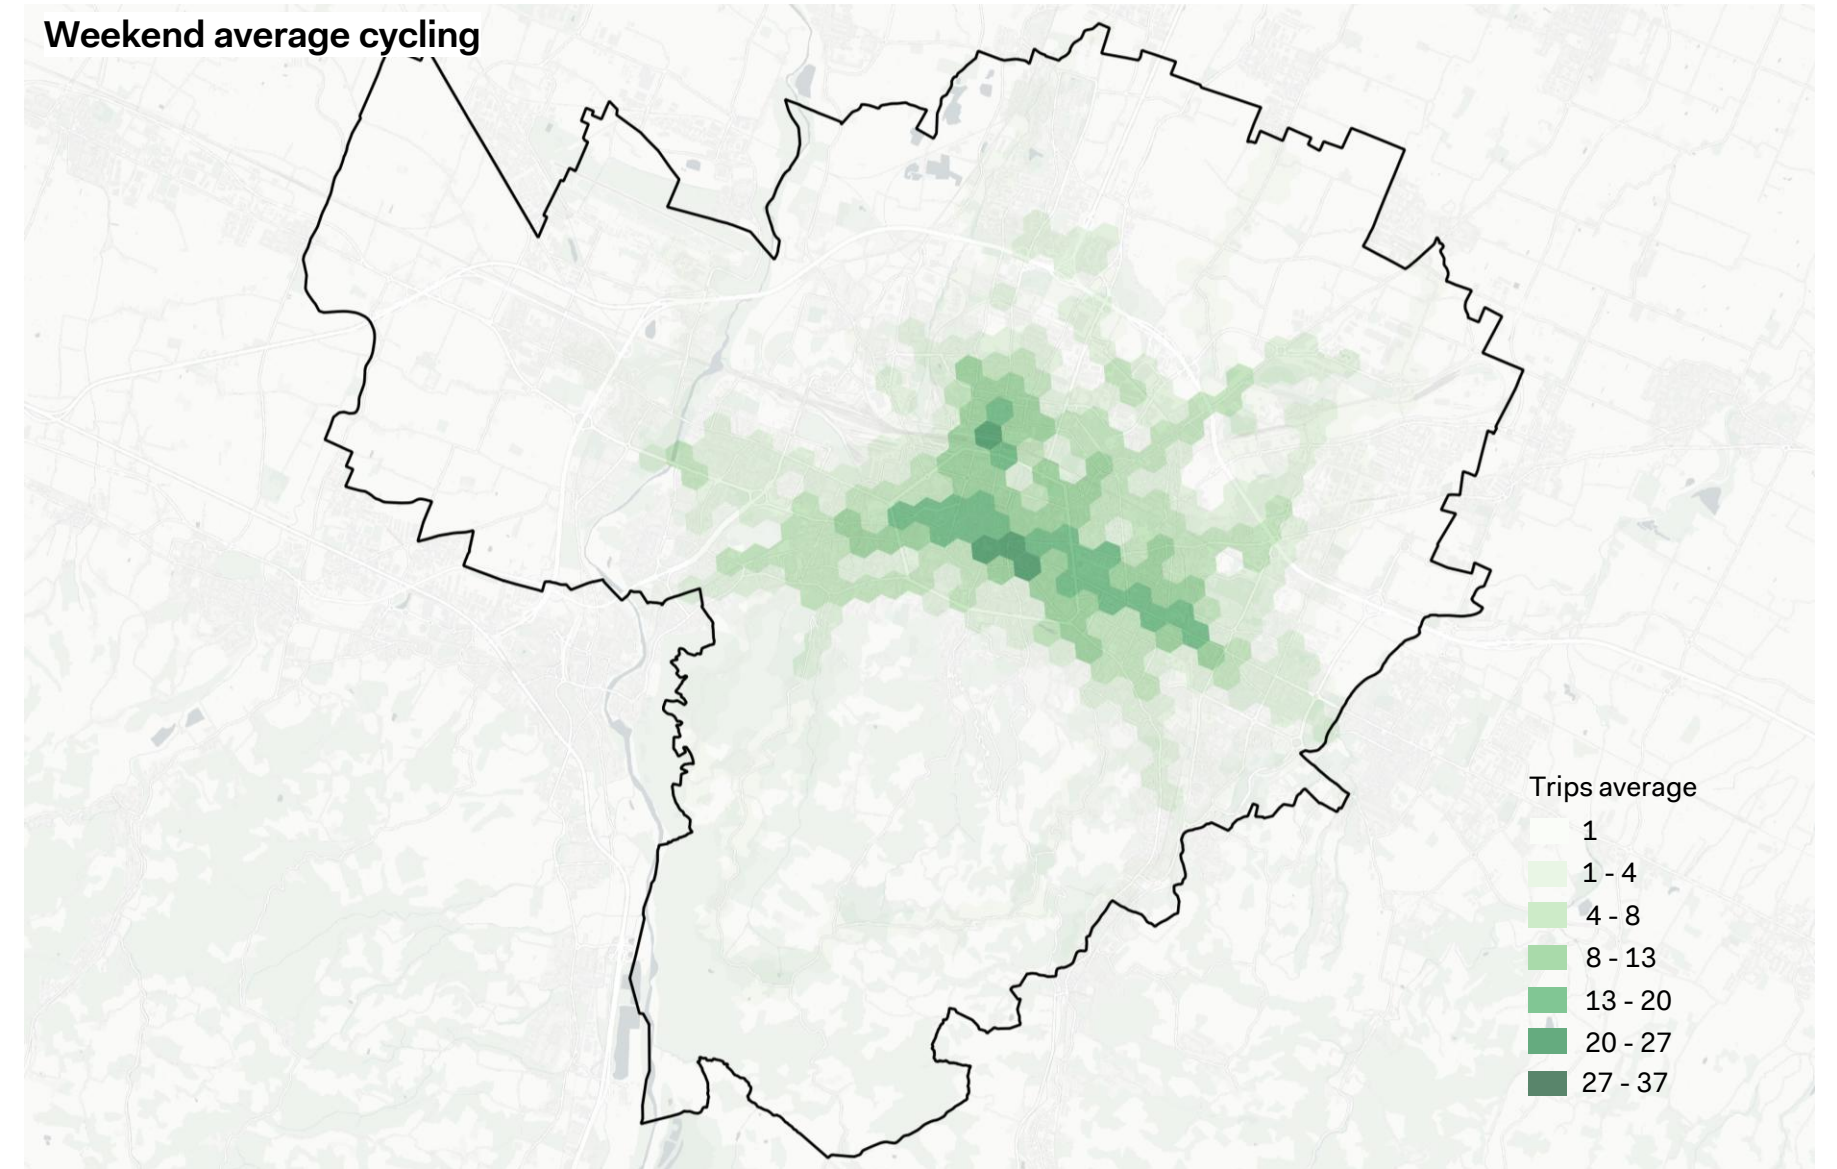 Weekend average cycling
Trips average
1
1 - 4
4 - 8
8 - 13
13 - 20
20 - 27
27 - 37